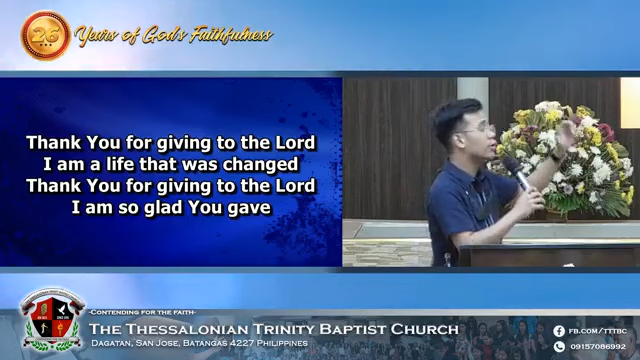 26
Years of God's Faithfulness
Thank You for giving to the Lord
I am a life that was changed
Thank You for giving to the Lord
I am so glad You gave
-Contending for the faith-
The Thessalonian Trinity Baptist Church
Dagatan, San Jose, Batangas 4227 Philippines
FB.COM/TTTBC
09157086992